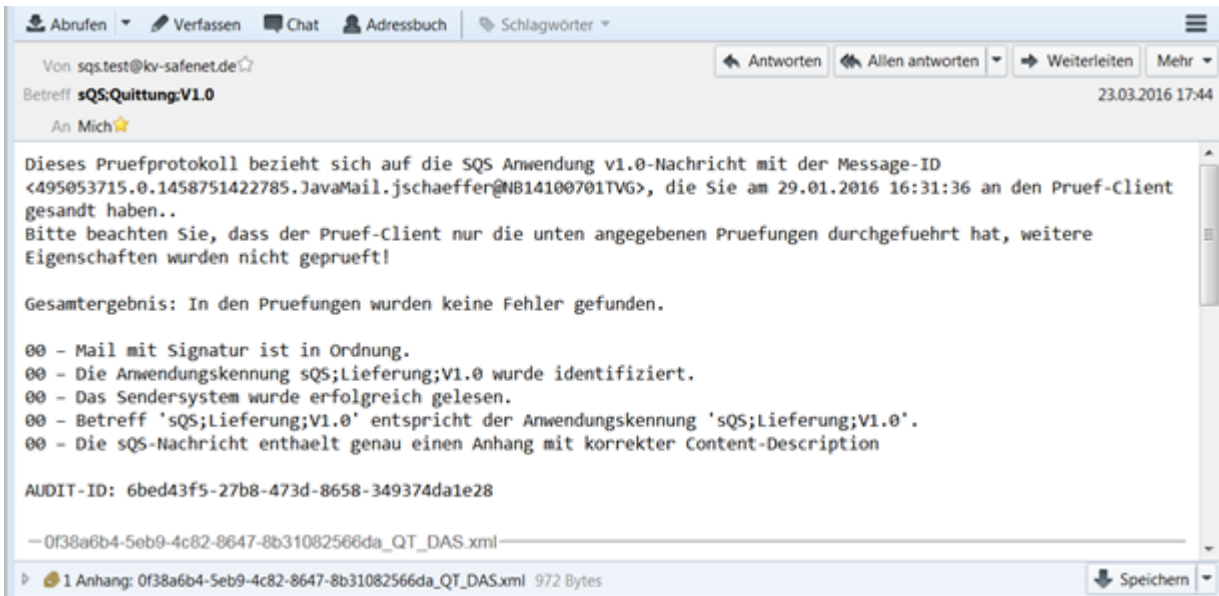 Abrufen Verfassen Chat Adressbuch Schlagwörter
Von sqs.test@kv-safenet.de Antworten Allen antworten Weiterleiten Mehr
Betreff sQS;Quittung;V1.0 23.03.2016 17:44
An Mich
Dieses Pruefprotokoll bezieht sich auf die SQS Anwendung v1.0-Nachricht mit der Message-ID
<495053715.0.1458751422785.JavaMail.jschaeffer@NB14100701TVG>, die Sie am 29.01.2016 16:31:36 an den Pruef-Client
gesandt haben..
Bitte beachten Sie, dass der Pruef-Client nur die unten angegebenen Pruefungen durchgefuehrt hat, weitere
Eigenschaften wurden nicht geprueft!
Gesamtergebnis: In den Pruefungen wurden keine Fehler gefunden.
00 – Mail mit Signatur ist in Ordnung.
00 – Die Anwendungskennung sQS;Lieferung;V1.0 wurde identifiziert.
00 – Das Sendersystem wurde erfolgreich gelesen.
00 – Betreff 'sQS;Lieferung;V1.0' entspricht der Anwendungskennung 'sQS;Lieferung;V1.0'.
00 – Die sQS-Nachricht enthaelt genau einen Anhang mit korrekter Content-Description
AUDIT-ID: 6bed43f5-27b8-473d-8658-349374da1e28
0f38a6b4-5eb9-4c82-8647-8b31082566da_QT_DAS.xml
1 Anhang: 0f38a6b4-5eb9-4c82-8647-8b31082566da_QT_DAS.xml 972 Bytes Speichern